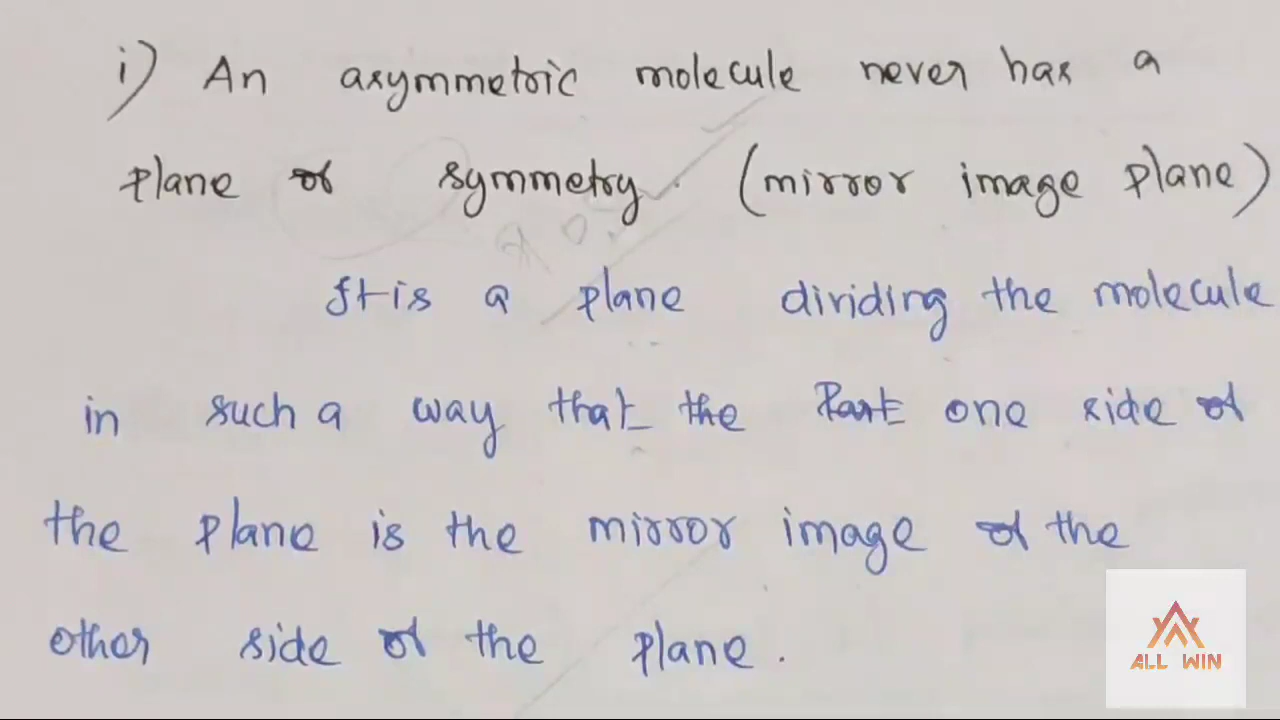 i) An asymmetric molecule never has a
plane of symmetry. (mirror image plane)
It is a plane dividing the molecule
in such a way that the Part one side of
the plane is the mirror image of the
other side of the plane.
ALL WIN